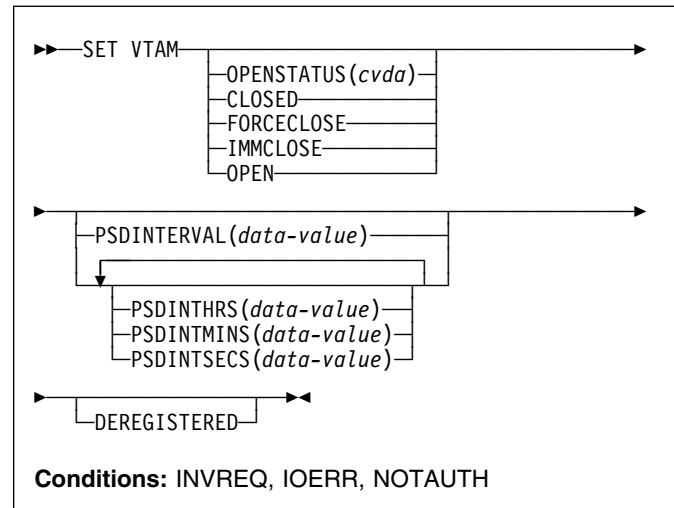 SET VTAM
OPENSTATUS(cvda)
CLOSED
FORCECLOSE
IMMCLOSE
OPEN
PSDINTERVAL(data-value)
PSDINTHRS(data-value)
PSDINTMINS(data-value)
PSDINTSECS(data-value)
DEREGISTERED
Conditions: INVREQ, IOERR, NOTAUTH